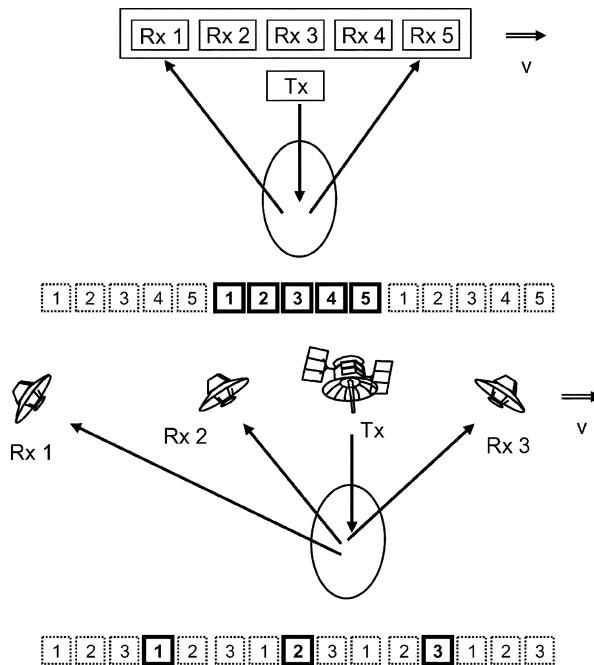 Rx 1 Rx 2 Rx 3 Rx 4 Rx 5
v
Tx
1 2 3 4 5 1 2 3 4 5 1 2 3 4 5
Rx 1
Rx 2
Tx
Rx 3
v
1 2 3 1 2 3 1 2 3 1 2 3 1 2 3